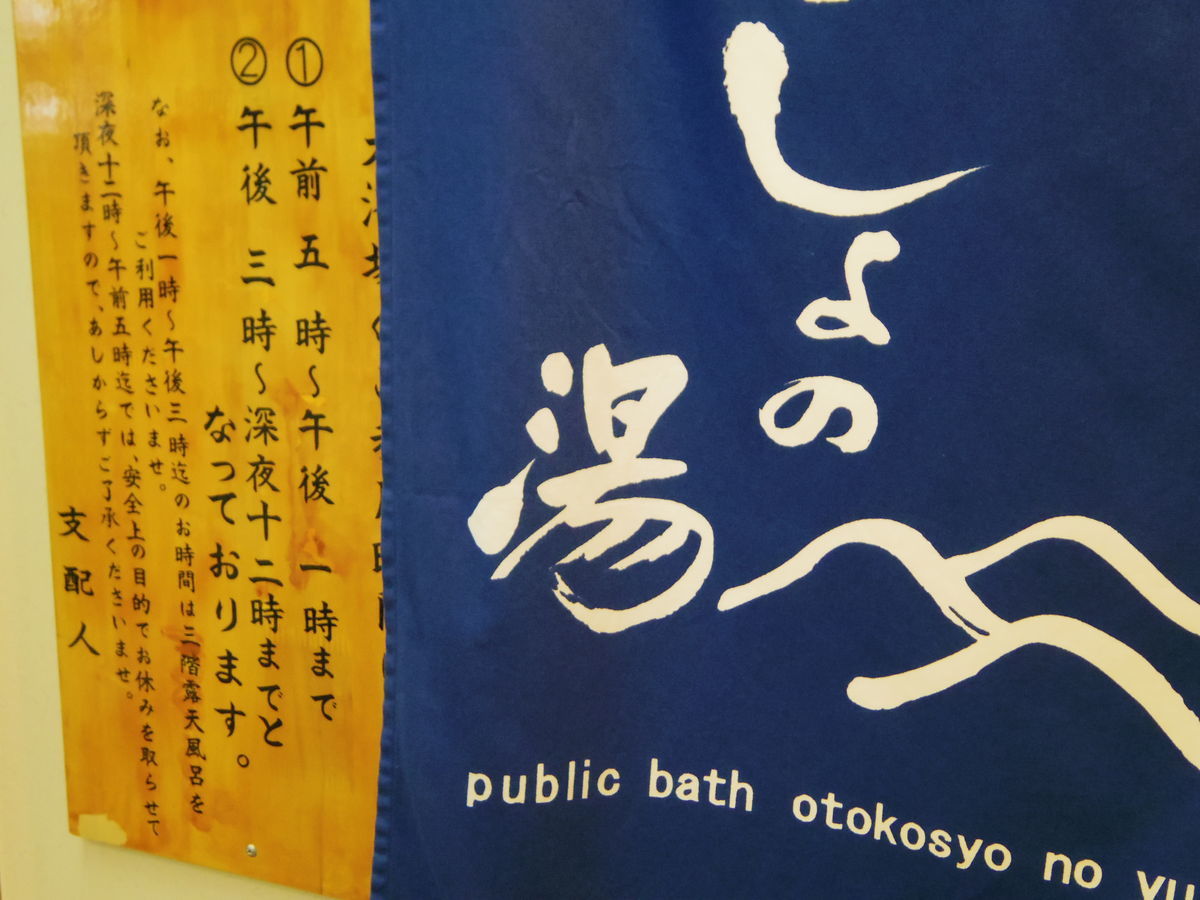 ①午前五時～午後一時まで
②午後三時～深夜十二時までと
なっております。
なお、午後一時～午後三時迄のお時間は三階露天風呂を
ご利用くださいませ。
深夜十二時～午前五時迄では、安全上の目的でお休みを取らせて
頂きますので、あしからずご了承くださいませ。
支配人
しょの
湯
public bath otokosyo no yu